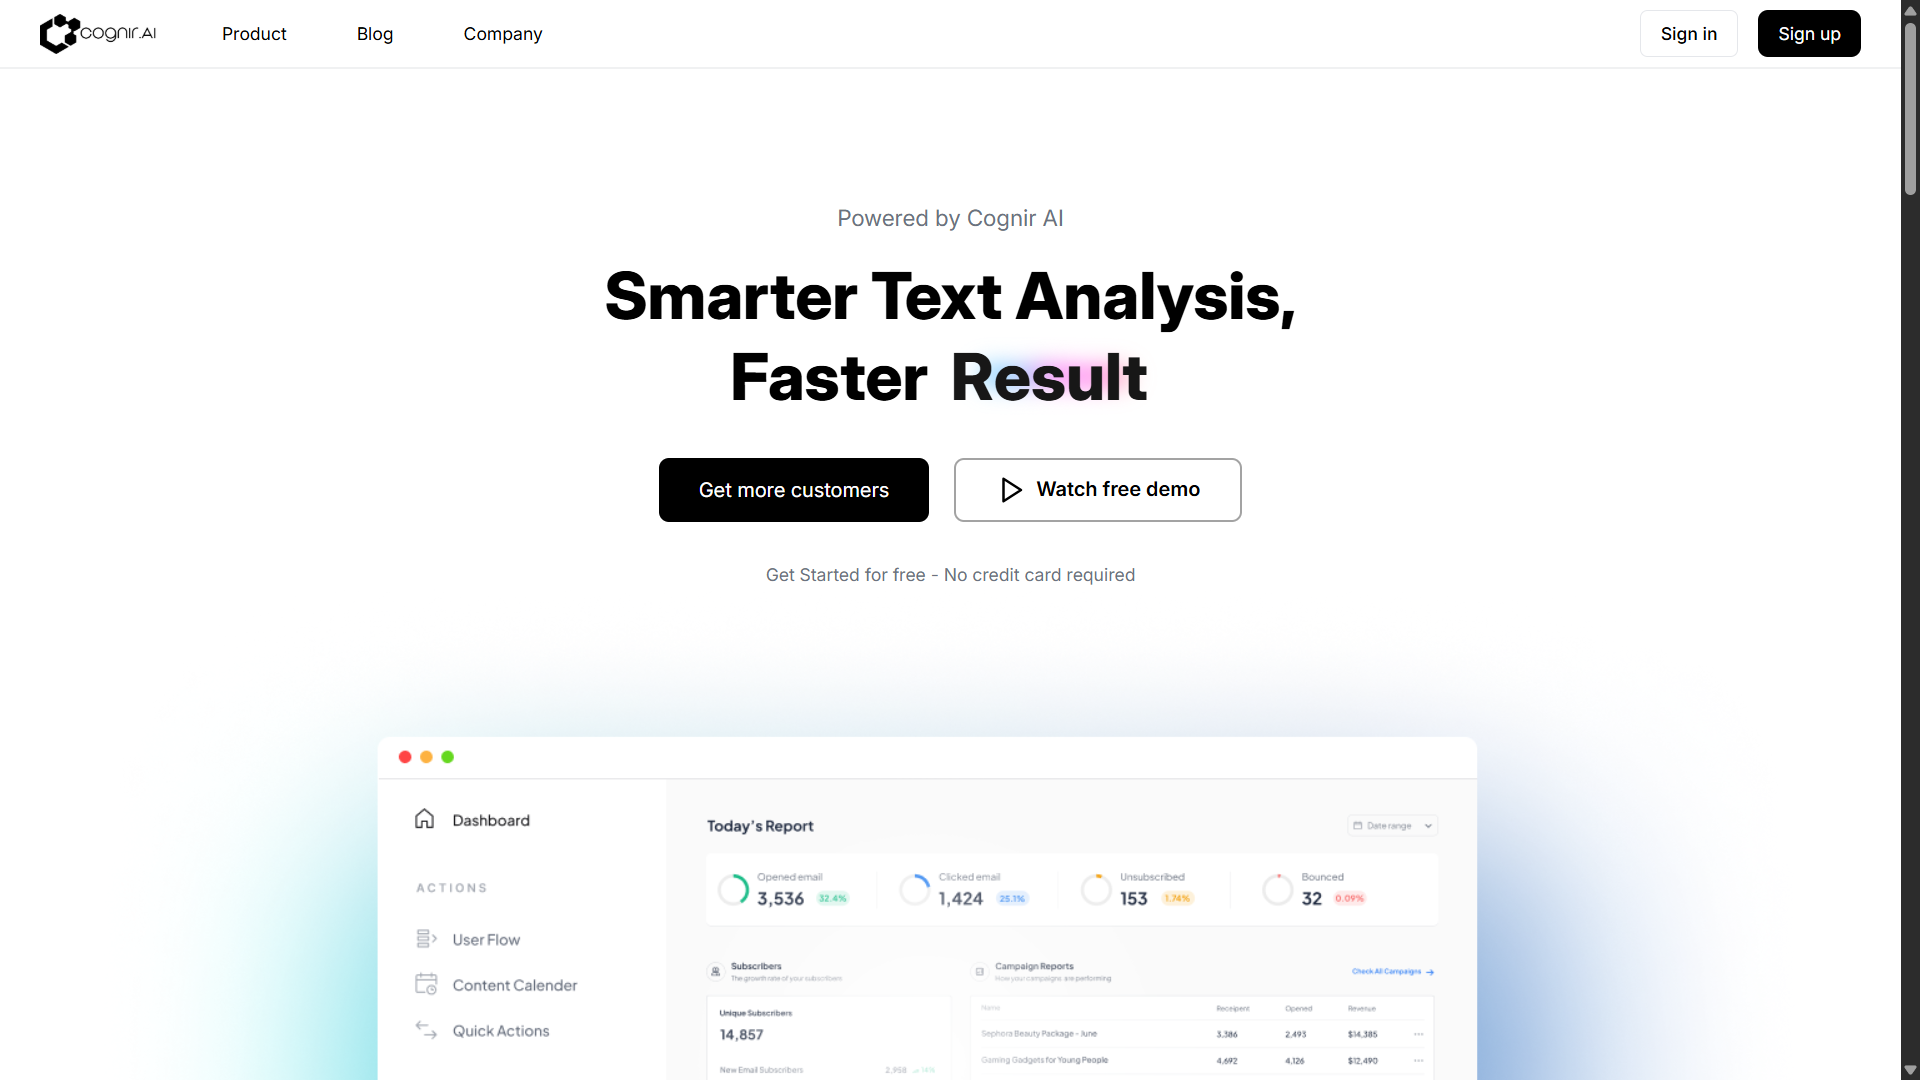 cognir.AI
Product
Blog
Company
Sign in
Sign up
Powered by Cognir AI
Smarter Text Analysis,
Faster Result
Get more customers
Watch free demo
Get Started for free - No credit card required
Dashboard
ACTIONS
User Flow
Content Calender
Quick Actions
Today's Report
Date range
Opened email
3,536 32.4%
Clicked email
1,424 25.1%
Unsubscribed
153 1.74%
Bounced
32 0.09%
Subscribers
The growth rate of your subscribers
Campaign Reports
How your campaigns are performing
Check All Campaigns
Unique Subscribers
14,857
New Email Subscribers 2,958 14%
Name Receipent Opened Revenue
Sephora Beauty Package - June 3,386 2,493 $14,385
Gaming Gadgets for Young People 4,692 4,126 $12,490